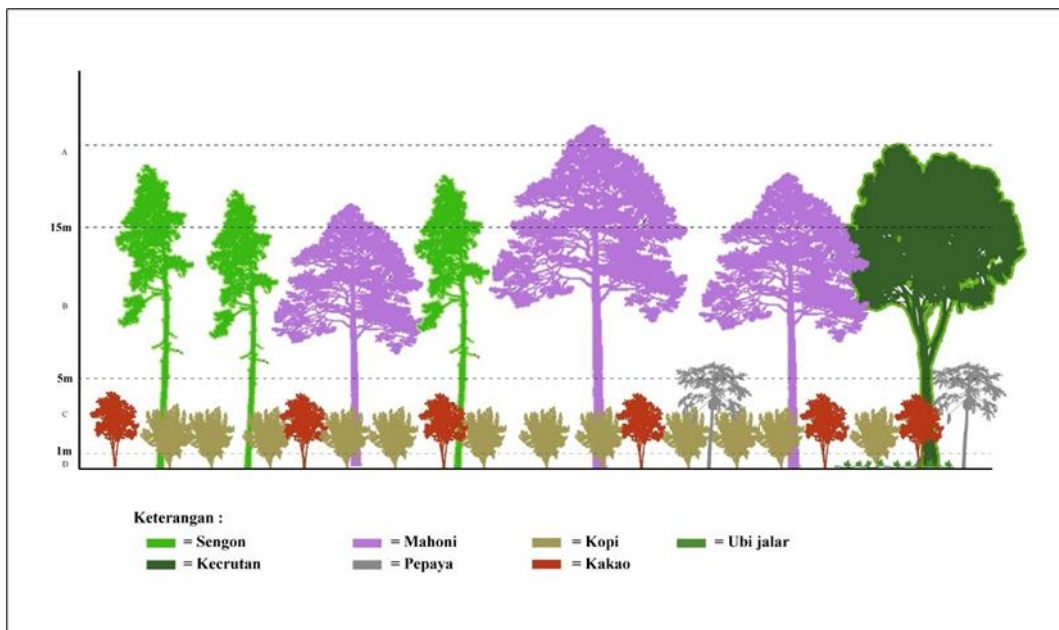 A
15m
B
5m
C
1m
D
Keterangan :
= Sengon = Mahoni = Kopi = Ubi jalar
= Kecrutan = Pepaya = Kakao